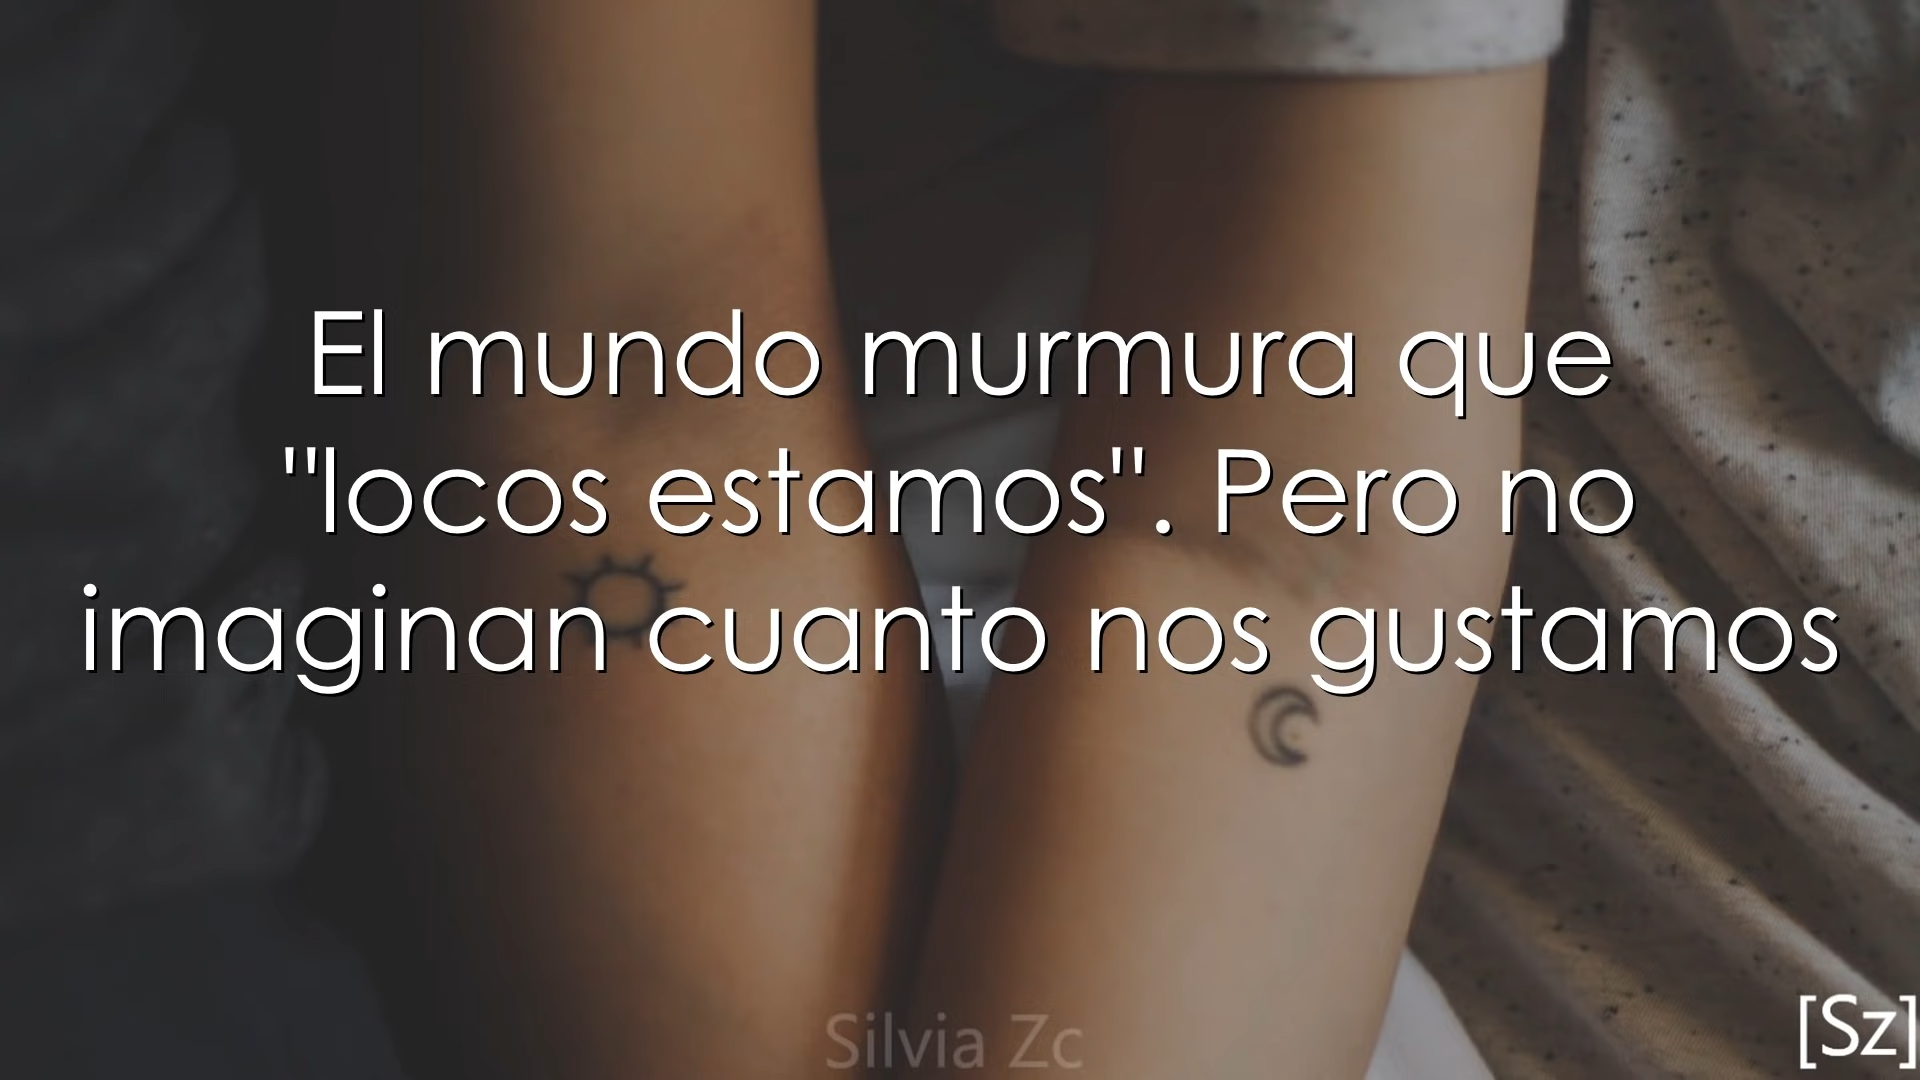 El mundo murmura que
"locos estamos". Pero no
imaginan cuanto nos gustamos
Silvia Zc
[Sz]